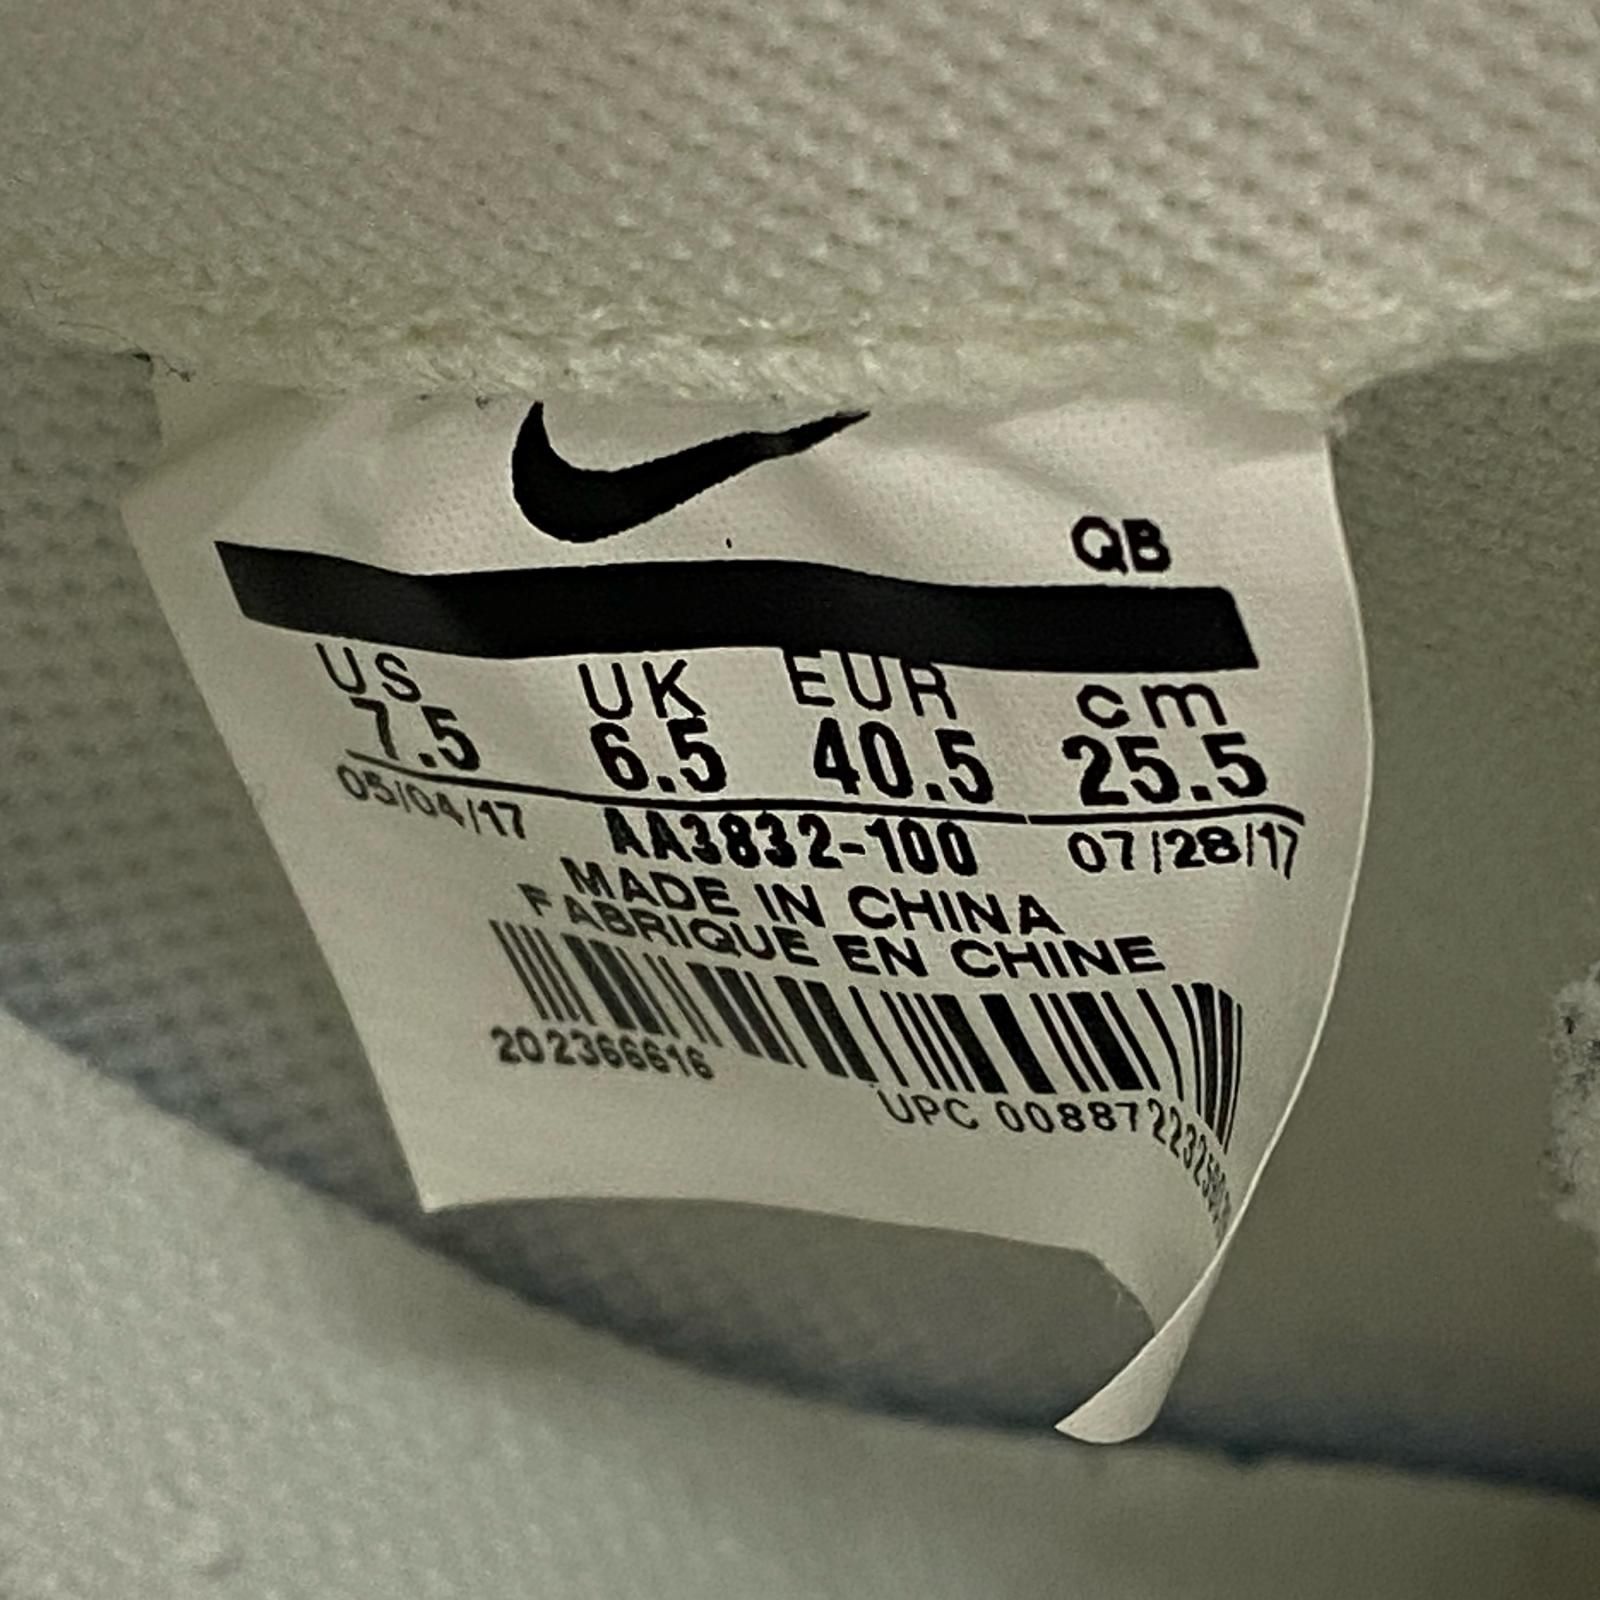 QB
US UK EUR cm
7.5 6.5 40.5 25.5
05/04/17 AA3832-100 07/28/17
MADE IN CHINA
FABRIQUE EN CHINE
202366616
UPC